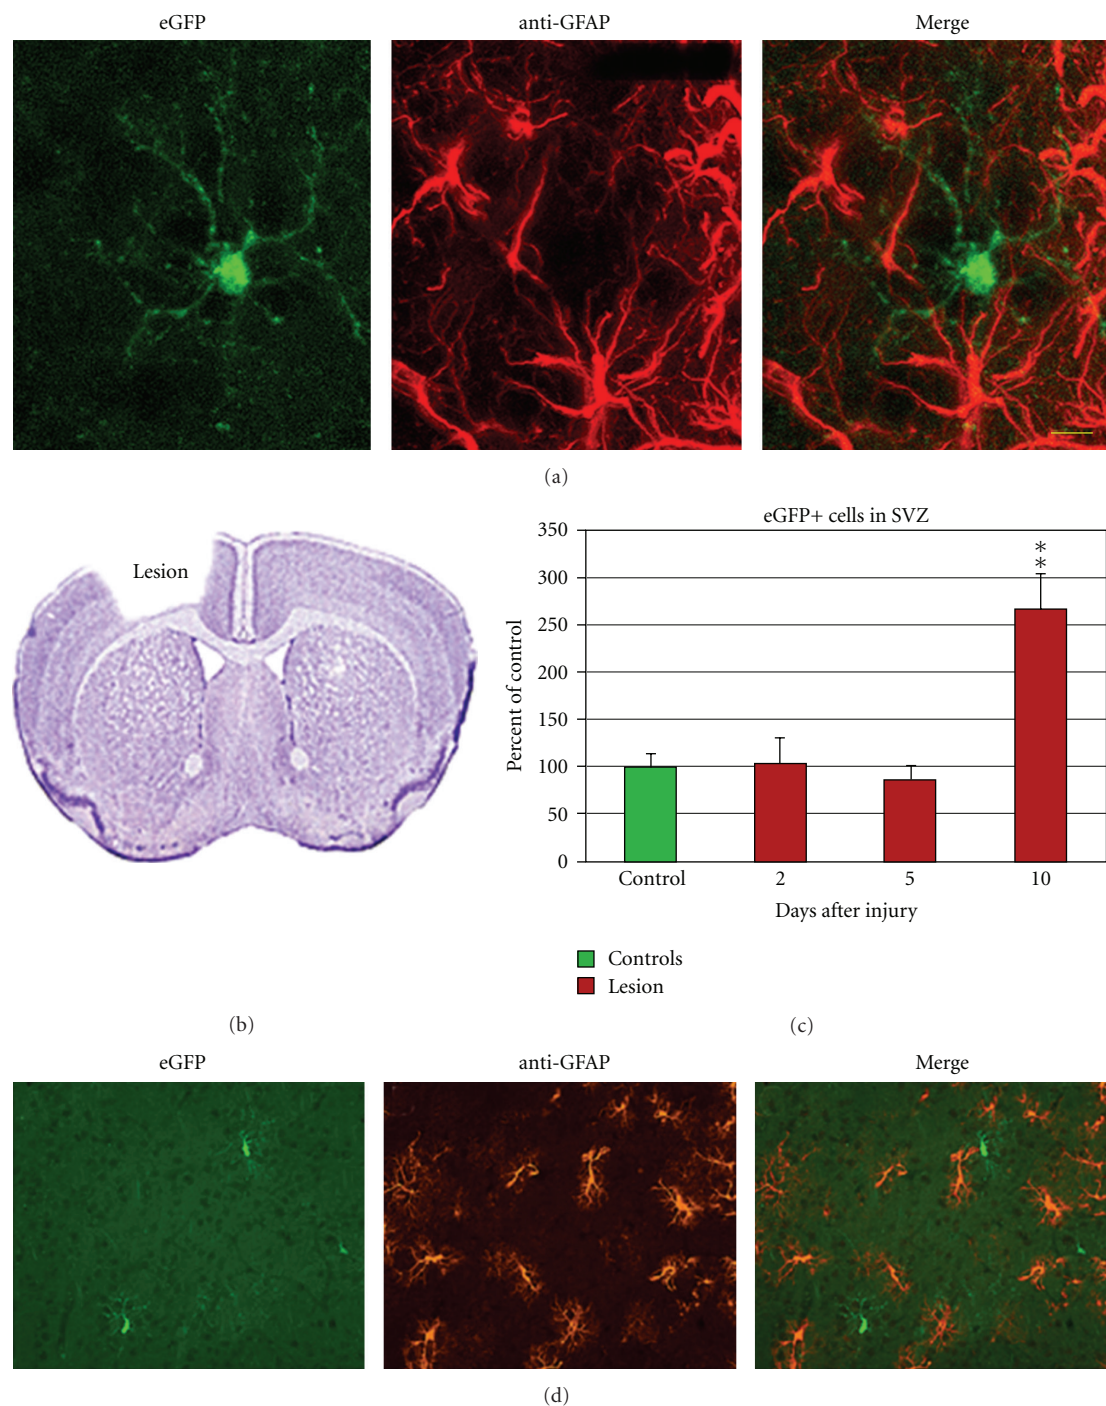 eGFP
anti-GFAP
Merge
(a)
Lesion
(b)
eGFP+ cells in SVZ
Percent of control
350
300
250
200
150
100
50
0
**
Control
2
5
10
Days after injury
Controls
Lesion
(c)
eGFP
anti-GFAP
Merge
(d)